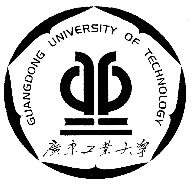 GUANGDONG UNIVERSITY OF TECHNOLOGY
廣東工業大學